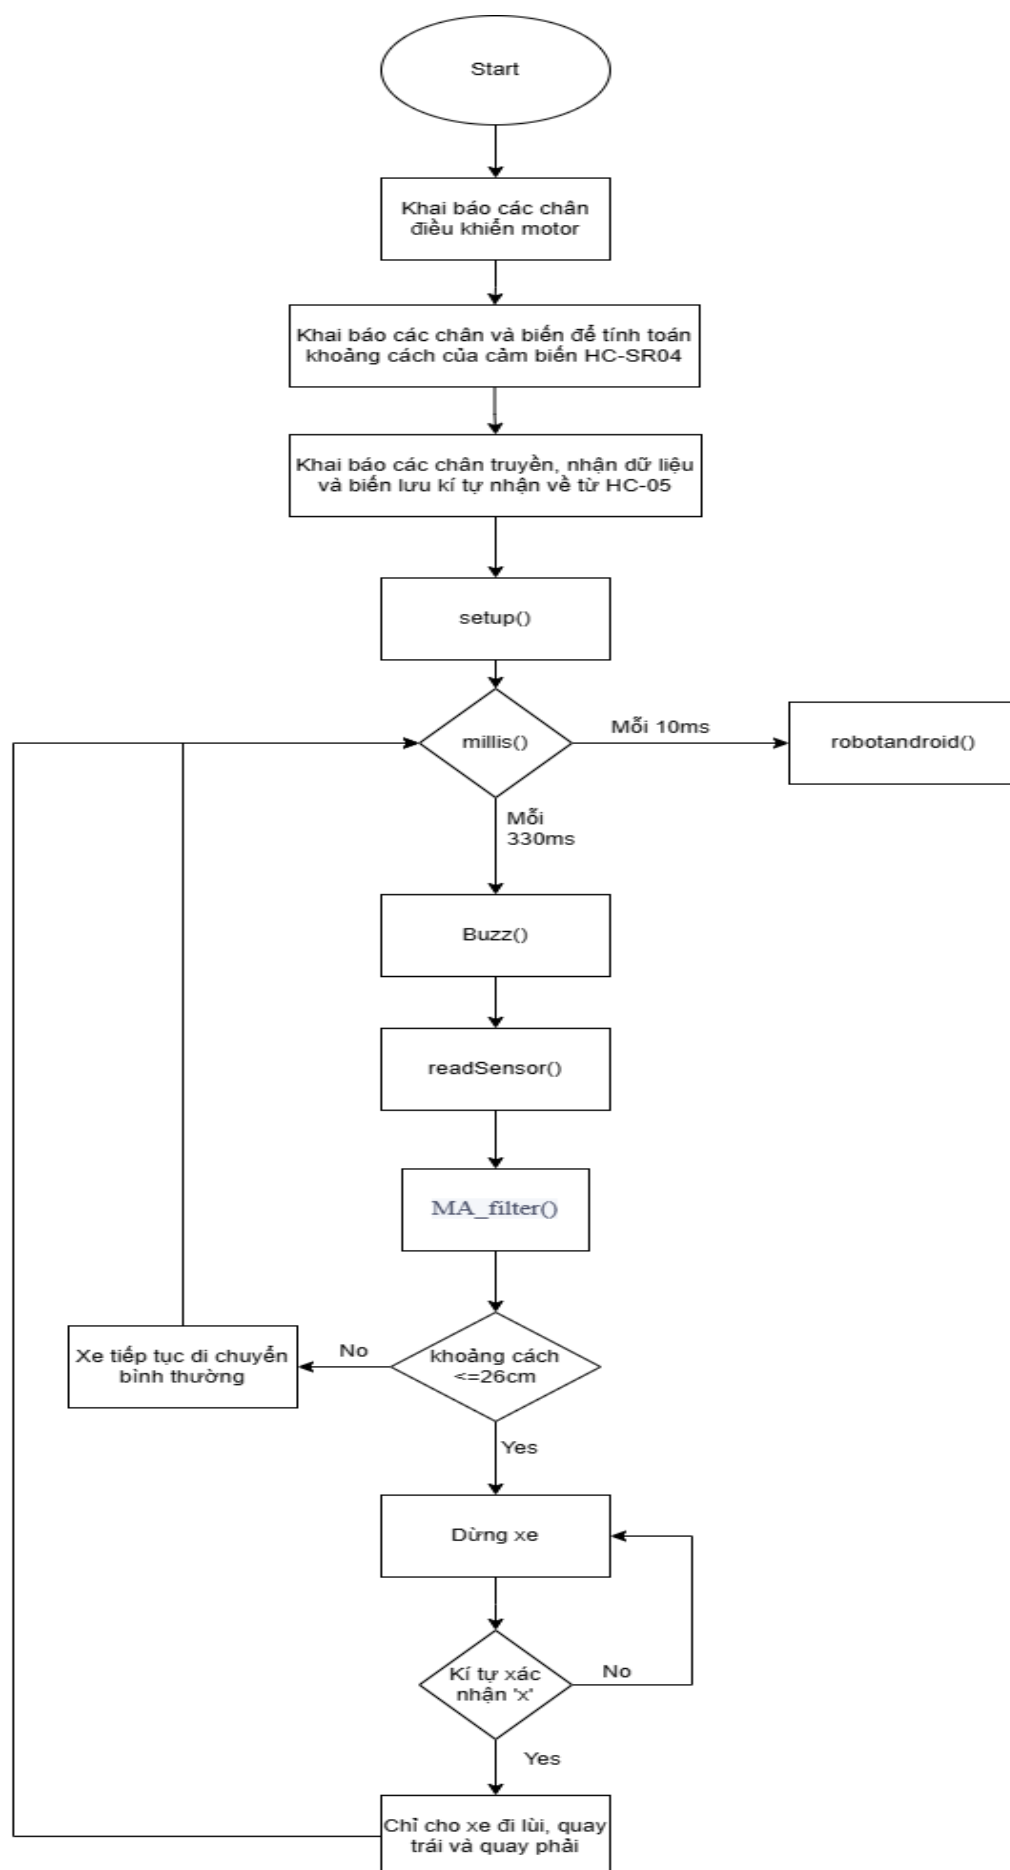 Start
Khai báo các chân
điều khiển motor
Khai báo các chân và biến để tính toán
khoảng cách của cảm biến HC-SR04
Khai báo các chân truyền, nhận dữ liệu
và biến lưu kí tự nhận về từ HC-05
setup()
millis()
Mỗi 10ms
robotandroid()
Mỗi
330ms
Buzz()
readSensor()
MA_filter()
khoảng cách
<=26cm
No
Xe tiếp tục di chuyển
bình thường
Yes
Dừng xe
Kí tự xác
nhận 'x'
No
Yes
Chỉ cho xe đi lùi, quay
trái và quay phải